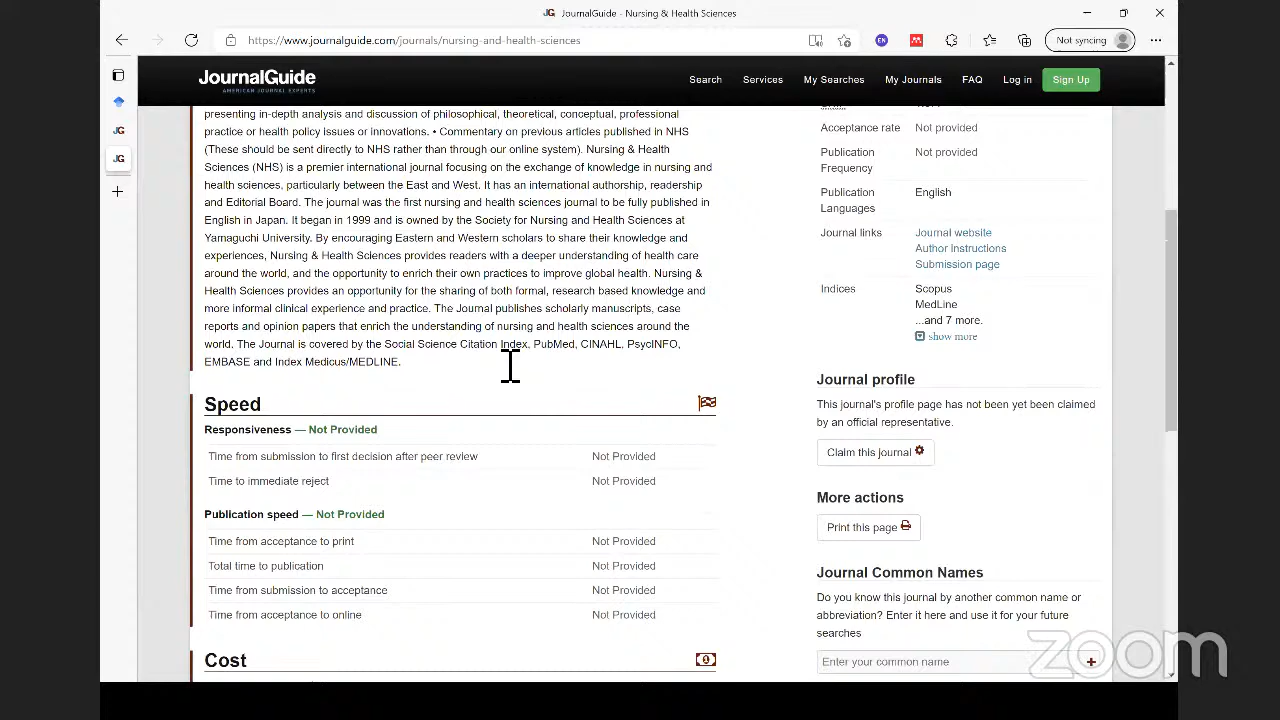 JG JournalGuide - Nursing & Health Sciences
https://www.journalguide.com/journals/nursing-and-health-sciences
EN
Not syncing
JG
JG
JournalGuide
AMERICAN JOURNAL EXPERTS
Search
Services
My Searches
My Journals
FAQ
Log in
Sign Up
presenting in-depth analysis and discussion of philosophical, theoretical, conceptual, professional
practice or health policy issues or innovations. • Commentary on previous articles published in NHS
(These should be sent directly to NHS rather than through our online system). Nursing & Health
Sciences (NHS) is a premier international journal focusing on the exchange of knowledge in nursing and
health sciences, particularly between the East and West. It has an international authorship, readership
and Editorial Board. The journal was the first nursing and health sciences journal to be fully published in
English in Japan. It began in 1999 and is owned by the Society for Nursing and Health Sciences at
Yamaguchi University. By encouraging Eastern and Western scholars to share their knowledge and
experiences, Nursing & Health Sciences provides readers with a deeper understanding of health care
around the world, and the opportunity to enrich their own practices to improve global health. Nursing &
Health Sciences provides an opportunity for the sharing of both formal, research based knowledge and
more informal clinical experience and practice. The Journal publishes scholarly manuscripts, case
reports and opinion papers that enrich the understanding of nursing and health sciences around the
world. The Journal is covered by the Social Science Citation Index, PubMed, CINAHL, PsycINFO,
EMBASE and Index Medicus/MEDLINE.
Speed
Responsiveness — Not Provided
Time from submission to first decision after peer review Not Provided
Time to immediate reject Not Provided
Publication speed — Not Provided
Time from acceptance to print Not Provided
Total time to publication Not Provided
Time from submission to acceptance Not Provided
Time from acceptance to online Not Provided
Cost
Acceptance rate Not provided
Publication Frequency Not provided
Publication Languages English
Journal links Journal website
Author Instructions
Submission page
Indices Scopus
MedLine
...and 7 more.
show more
Journal profile
This journal's profile page has not been yet been claimed
by an official representative.
Claim this journal
More actions
Print this page
Journal Common Names
Do you know this journal by another common name or
abbreviation? Enter it here and use it for your future
searches
Enter your common name
zoom